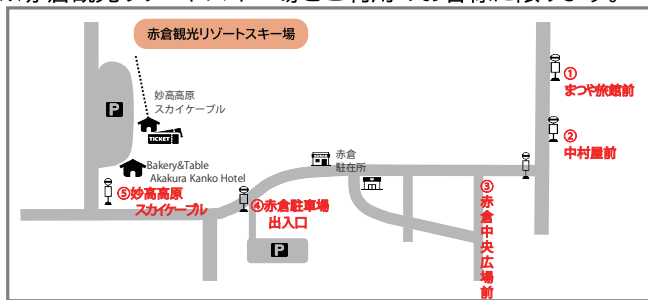 赤倉観光リゾートスキー場
妙高高原
スカイケーブル
P
TICKET
Bakery&Table
Akakura Kanko Hotel
赤倉
駐在所
①
まつや旅館前
②
中村屋前
③赤倉中央広場前
④赤倉駐車場
出入口
⑤妙高高原
スカイケーブル
P